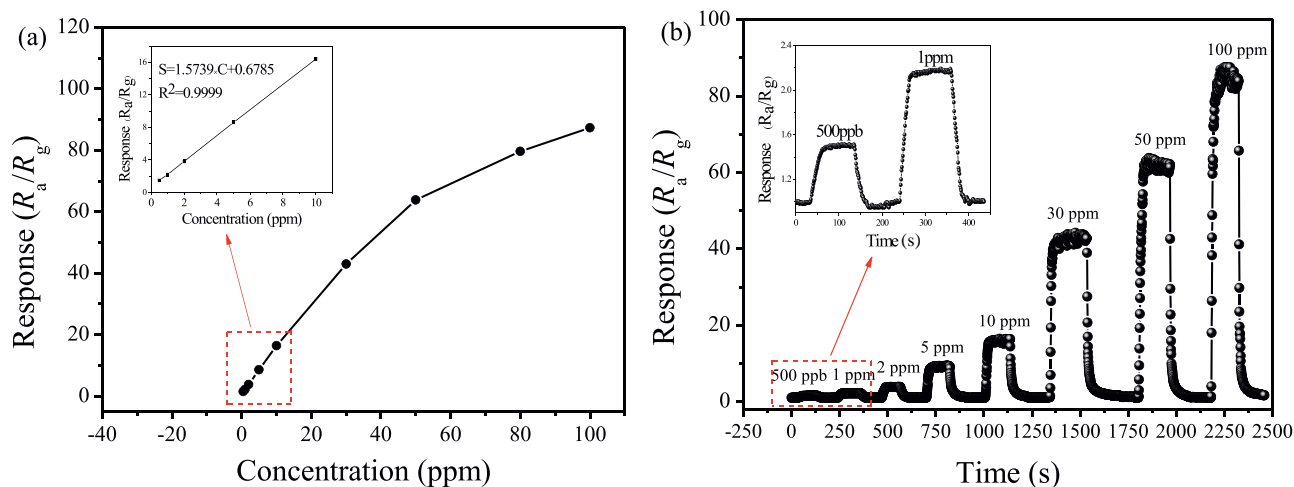 (a)
120
100
80
60
40
20
0
Response (Ra/Rg)
-40 -20 0 20 40 60 80 100
Concentration (ppm)
S=1.5739*C+0.6785
R2=0.9999
16
12
8
4
0
Response (Ra/Rg)
0 2 4 6 8 10
Concentration (ppm)
(b)
100
80
60
40
20
0
Response (Ra/Rg)
-250 0 250 500 750 1000 1250 1500 1750 2000 2250 2500
Time (s)
500 ppb 1 ppm 2 ppm
5 ppm
10 ppm
30 ppm
50 ppm
100 ppm
2.4
2.0
1.6
1.2
Response (Ra/Rg)
500ppb
1ppm
0 100 200 300 400
Time (s)